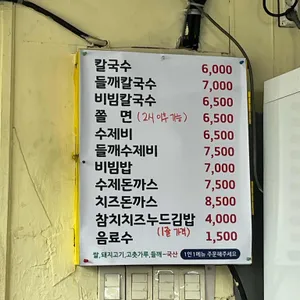 칼국수 6,000
들깨칼국수 7,000
비빔칼국수 6,500
쫄 면 (2시 이후 가능) 6,500
수제비 6,500
들깨수제비 7,500
비빔밥 7,000
수제돈까스 7,500
치즈돈까스 8,500
참치치즈누드김밥 4,000
(1줄 가격)
음료수 1,500
쌀,돼지고기,고춧가루,들깨-국산 1인1메뉴 주문해주세요